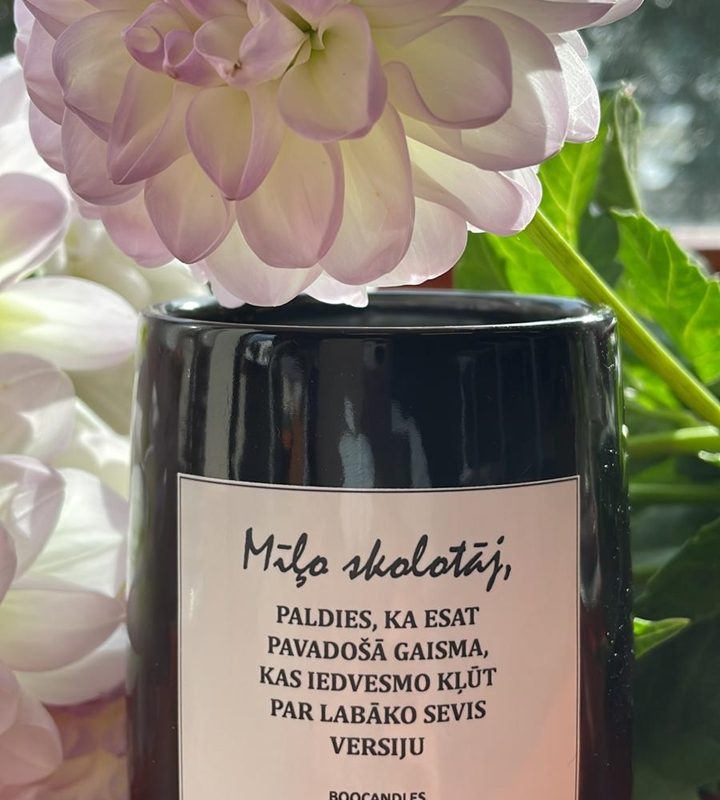 Mīļo skolotāj,
PALDIES, KA ESAT
PAVADOŠĀ GAISMA,
KAS IEDVESMO KĻŪT
PAR LABĀKO SEVIS
VERSIJU
BOOCANDLES